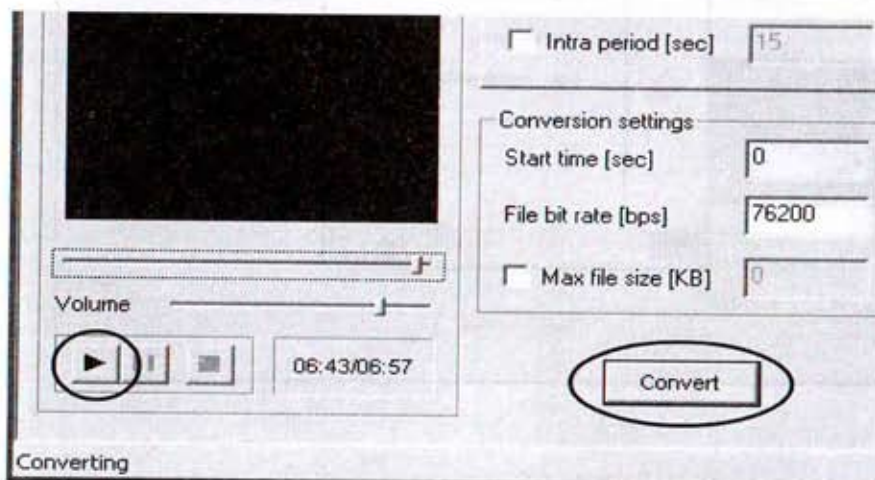 Intra period [sec] 15
Conversion settings
Start time [sec] 0
File bit rate [bps] 76200
Max file size [KB] 0
Volume
06:43/06:57
Convert
Converting